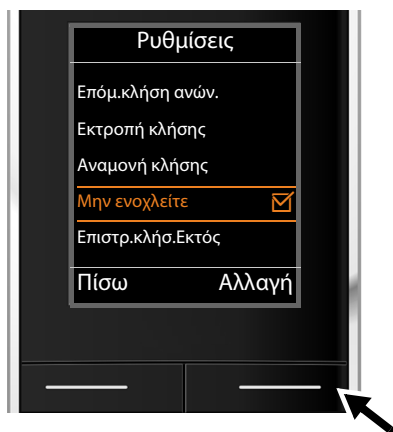 Ρυθμίσεις
Επόμ.κλήση ανών.
Εκτροπή κλήσης
Αναμονή κλήσης
Μην ενοχλείτε
Επιστρ.κλήσ.Εκτός
Πίσω Αλλαγή